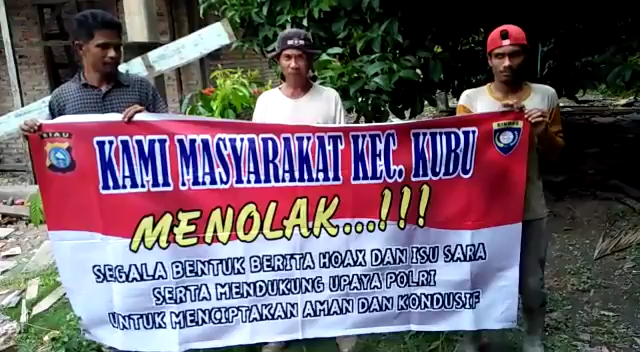 RIAU
BINMAS
KAMI MASYARAKAT KEC. KUBU
MENOLAK...!!!
SEGALA BENTUK BERITA HOAX DAN ISU SARA
SERTA MENDUKUNG UPAYA POLRI
UNTUK MENCIPTAKAN AMAN DAN KONDUSIF